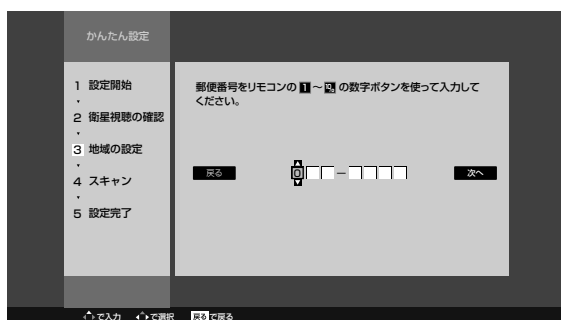 かんたん設定
1 設定開始
2 衛星視聴の確認
3 地域の設定
4 スキャン
5 設定完了
郵便番号をリモコンの 1 ~ 10 の数字ボタンを使って入力して
ください。
戻る
0 –
次へ
で入力 で選択 戻る で戻る